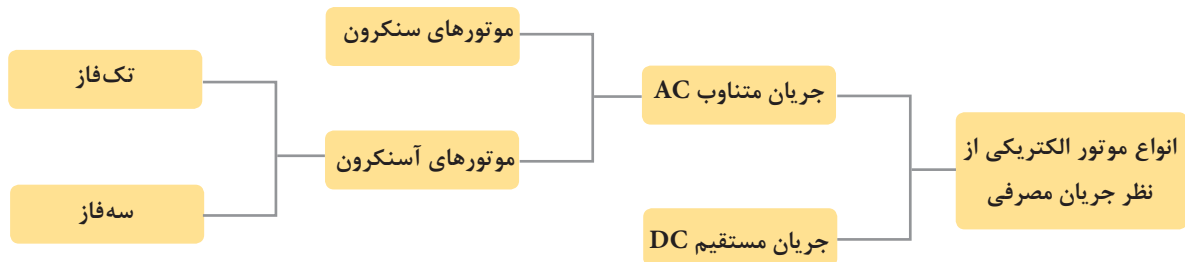 انواع موتور الکتریکی از
نظر جریان مصرفی
جریان متناوب AC
جریان مستقیم DC
موتورهای سنکرون
موتورهای آسنکرون
تک‌فاز
سه‌فاز